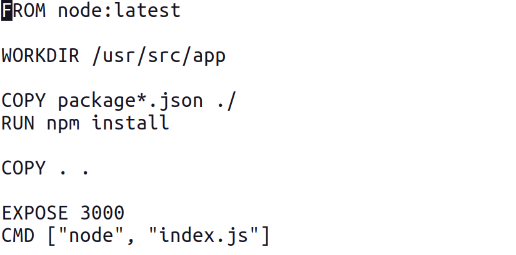 FROM node:latest
WORKDIR /usr/src/app
COPY package*.json ./
RUN npm install
COPY . .
EXPOSE 3000
CMD ["node", "index.js"]